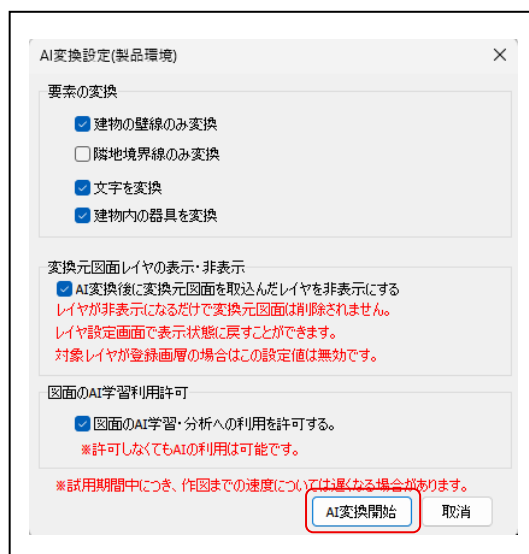 AI変換設定(製品環境)
要素の変換
建物の壁線のみ変換
隣地境界線のみ変換
文字を変換
建物内の器具を変換
変換元図面レイヤの表示・非表示
AI変換後に変換元図面を取込んだレイヤを非表示にする
レイヤが非表示になるだけで変換元図面は削除されません。
レイヤ設定画面で表示状態に戻すことができます。
対象レイヤが登録画層の場合はこの設定値は無効です。
図面のAI学習利用許可
図面のAI学習・分析への利用を許可する。
※許可しなくてもAIの利用は可能です。
※試用期間中につき、作図までの速度については遅くなる場合があります。
AI変換開始 取消